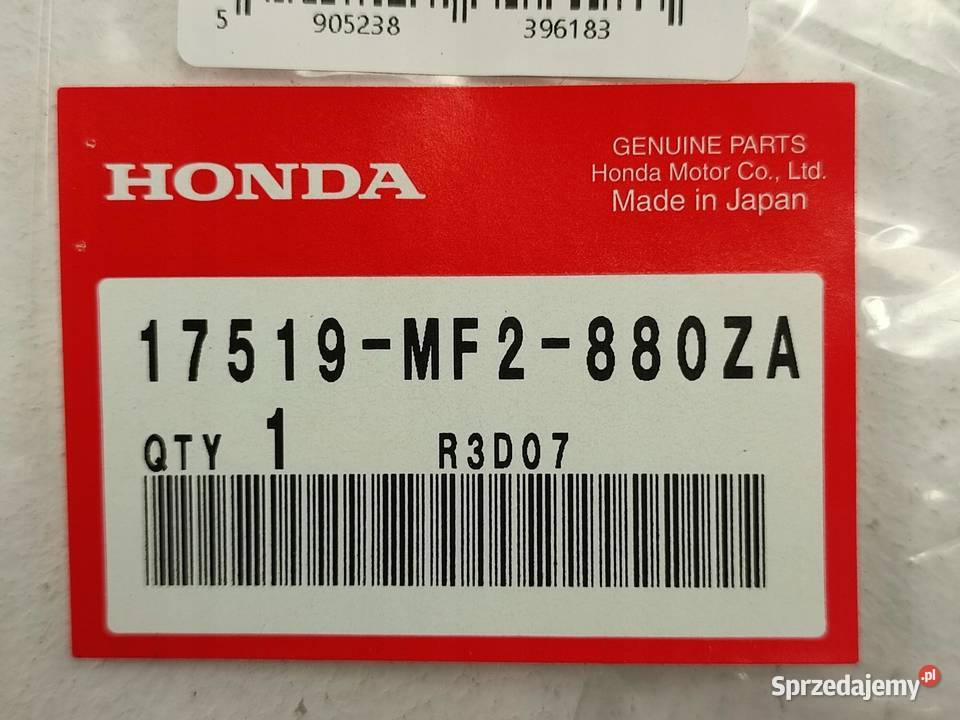 5 905238 396183
HONDA
GENUINE PARTS
Honda Motor Co., Ltd.
Made in Japan
17519-MF2-880ZA
QTY 1 R3D07
Sprzedajemy.pl